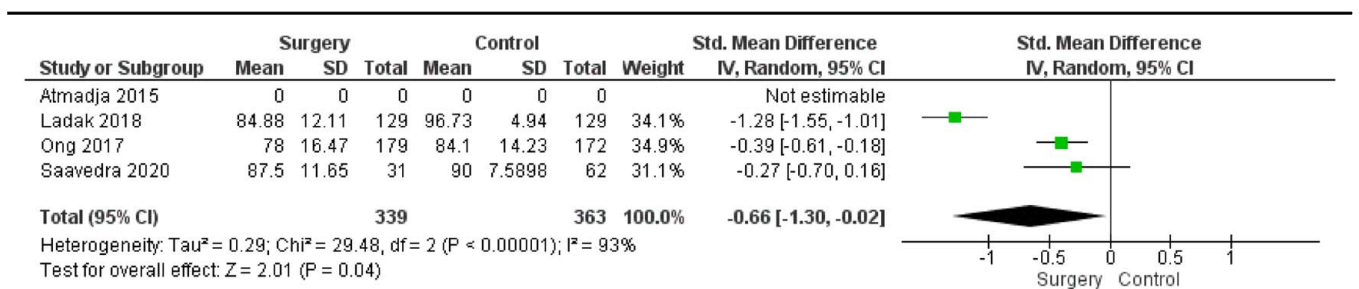 Surgery Control Std. Mean Difference Std. Mean Difference
Study or Subgroup Mean SD Total Mean SD Total Weight IV, Random, 95% CI IV, Random, 95% CI
Atmadja 2015 0 0 0 0 0 0 Not estimable
Ladak 2018 84.88 12.11 129 96.73 4.94 129 34.1% -1.28 [-1.55, -1.01]
Ong 2017 78 16.47 179 84.1 14.23 172 34.9% -0.39 [-0.61, -0.18]
Saavedra 2020 87.5 11.65 31 90 7.5898 62 31.1% -0.27 [-0.70, 0.16]
Total (95% CI) 339 363 100.0% -0.66 [-1.30, -0.02]
Heterogeneity: Tau² = 0.29; Chi² = 29.48, df = 2 (P < 0.00001); I² = 93%
Test for overall effect: Z = 2.01 (P = 0.04)
-1 -0.5 0 0.5 1
Surgery Control